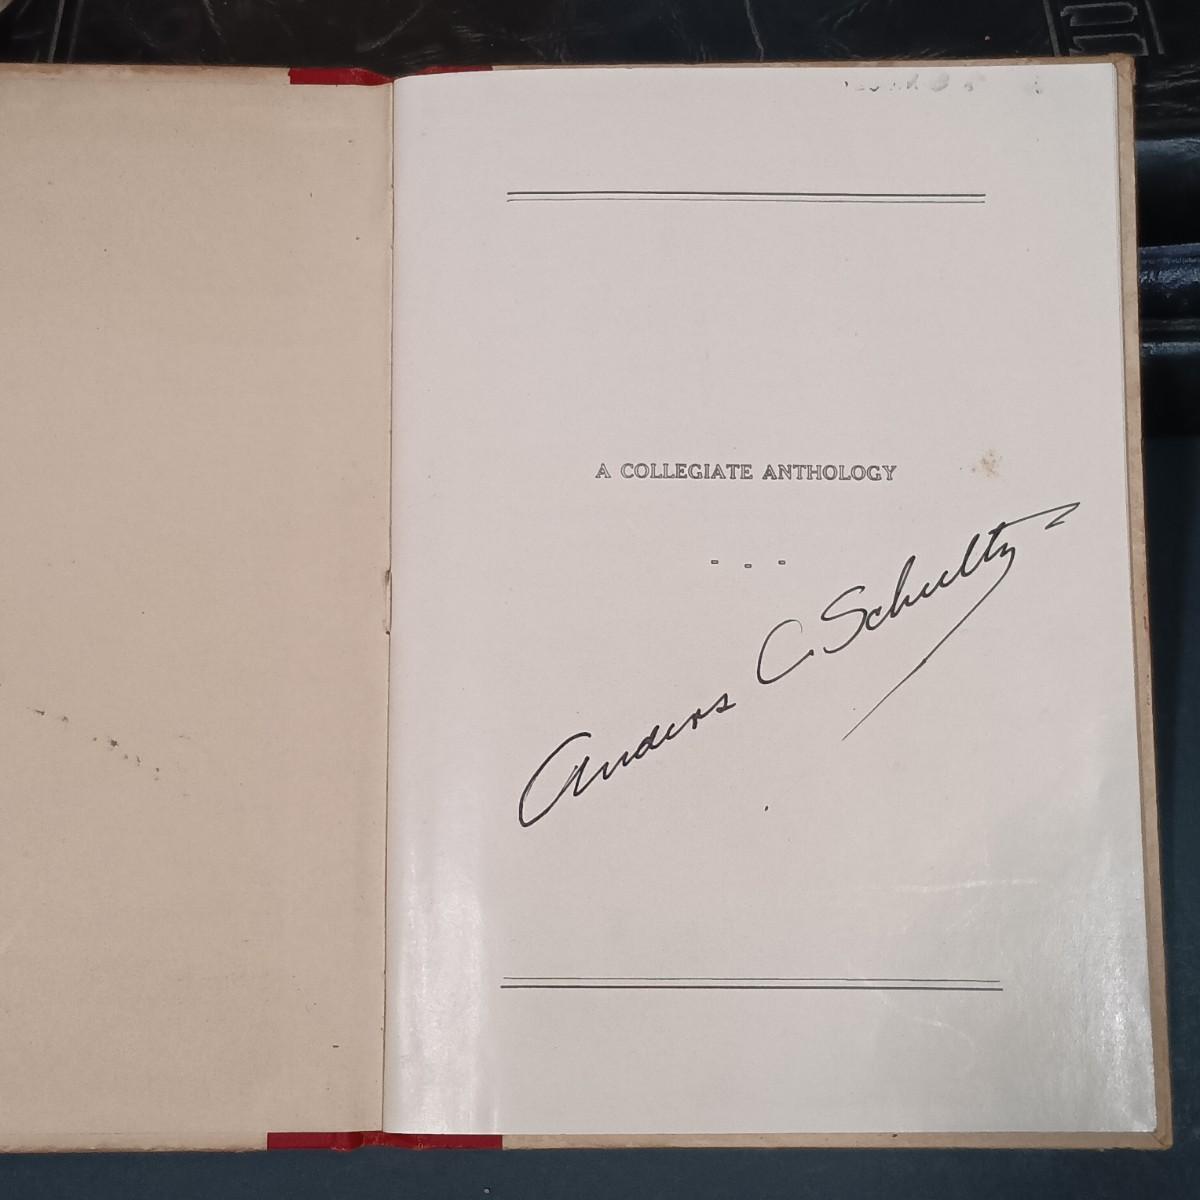 A COLLEGIATE ANTHOLOGY
- - -
Anders C Schultz